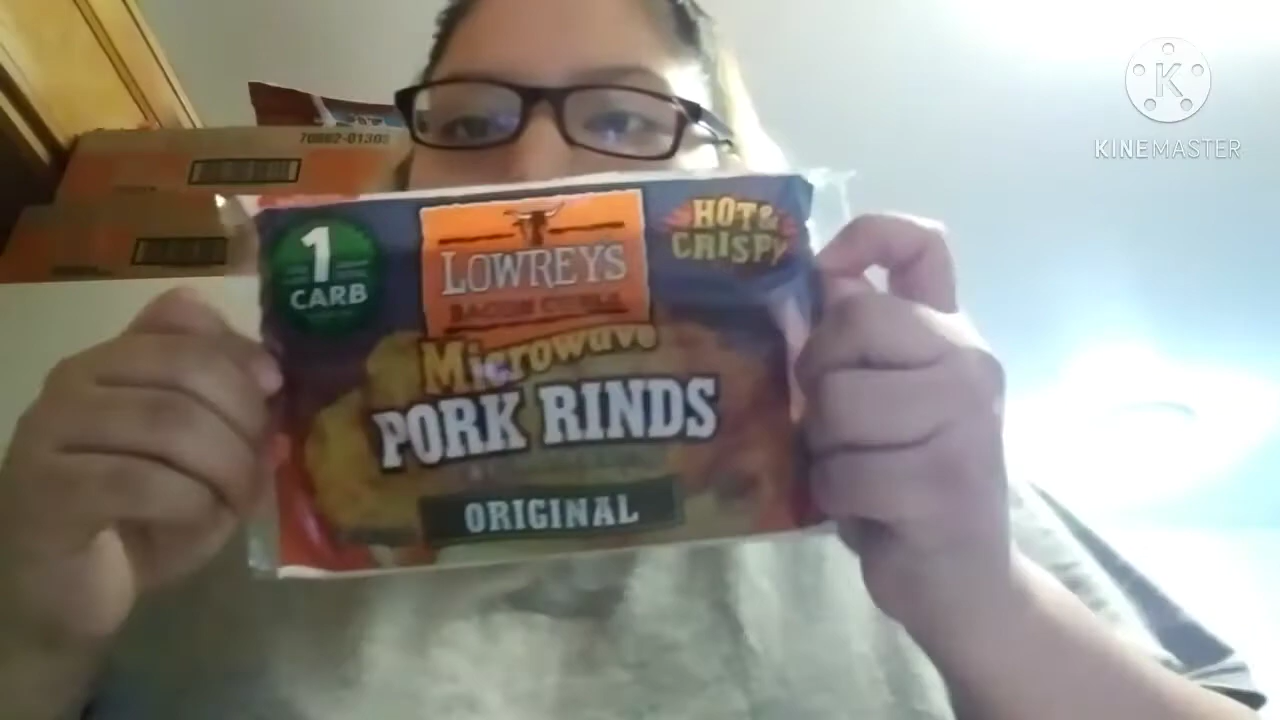 70882-01303
K
KINEMASTER
1
CARB
LOWREYS
BACON CURLS
HOT &
CRISPY
Microwave
PORK RINDS
ORIGINAL